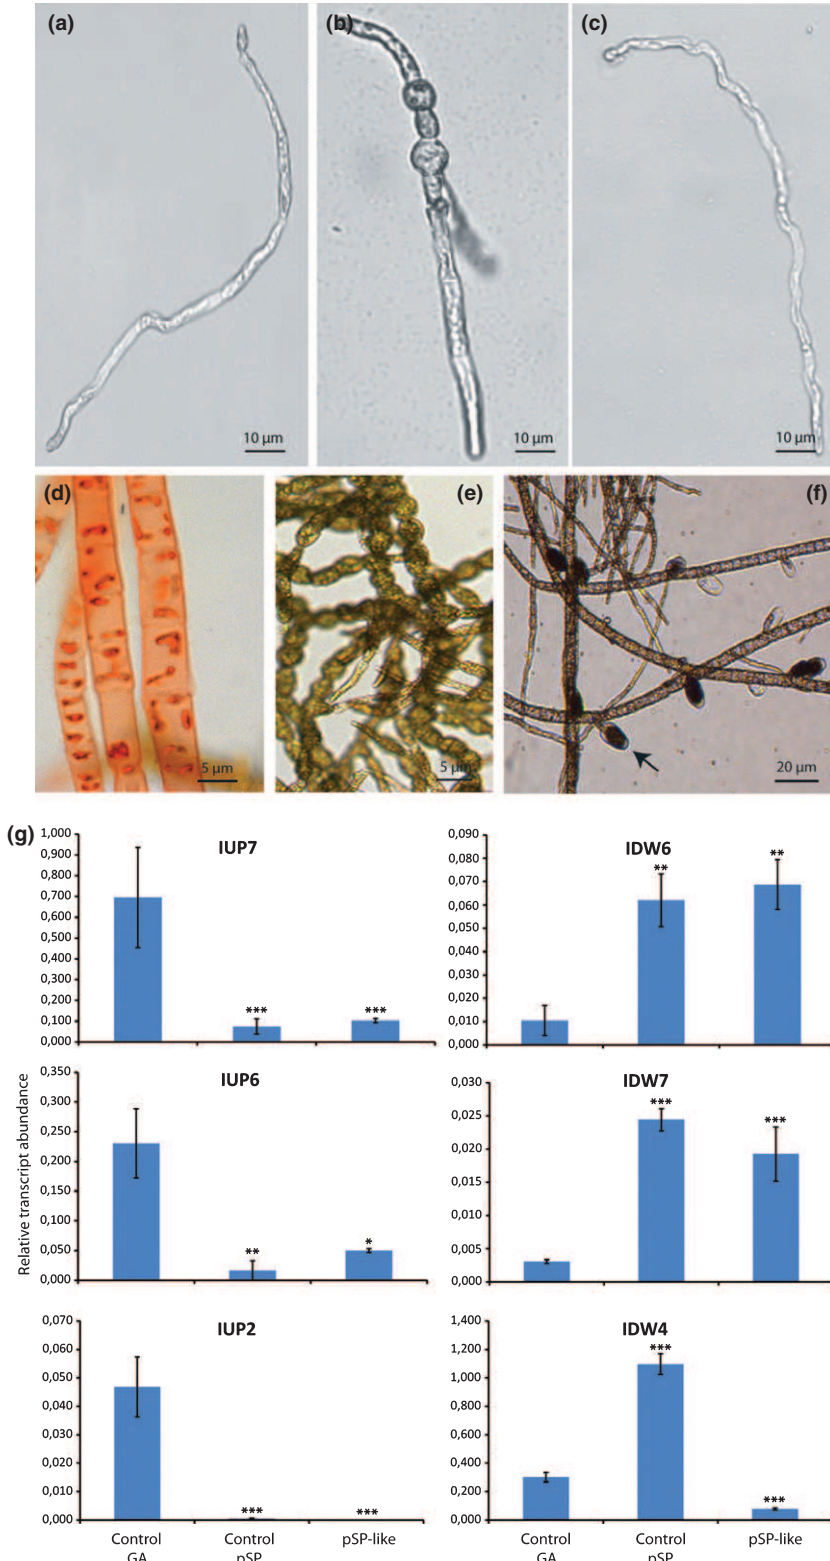 (a)
(b)
(c)
10 µm
10 µm
10 µm
(d)
(e)
(f)
5 µm
5 µm
20 µm
(g)
Relative transcript abundance
IUP7
1,000
0,900
0,800
0,700
0,600
0,500
0,400
0,300
0,200
0,100
0,000
***
***
IDW6
0,090
0,080
0,070
0,060
0,050
0,040
0,030
0,020
0,010
0,000
**
**
IUP6
0,350
0,300
0,250
0,200
0,150
0,100
0,050
0,000
**
*
IDW7
0,030
0,025
0,020
0,015
0,010
0,005
0,000
***
***
IUP2
0,070
0,060
0,050
0,040
0,030
0,020
0,010
0,000
***
***
Control
GA
Control
pSP
pSP-like
IDW4
1,400
1,200
1,000
0,800
0,600
0,400
0,200
0,000
***
***
Control
GA
Control
pSP
pSP-like